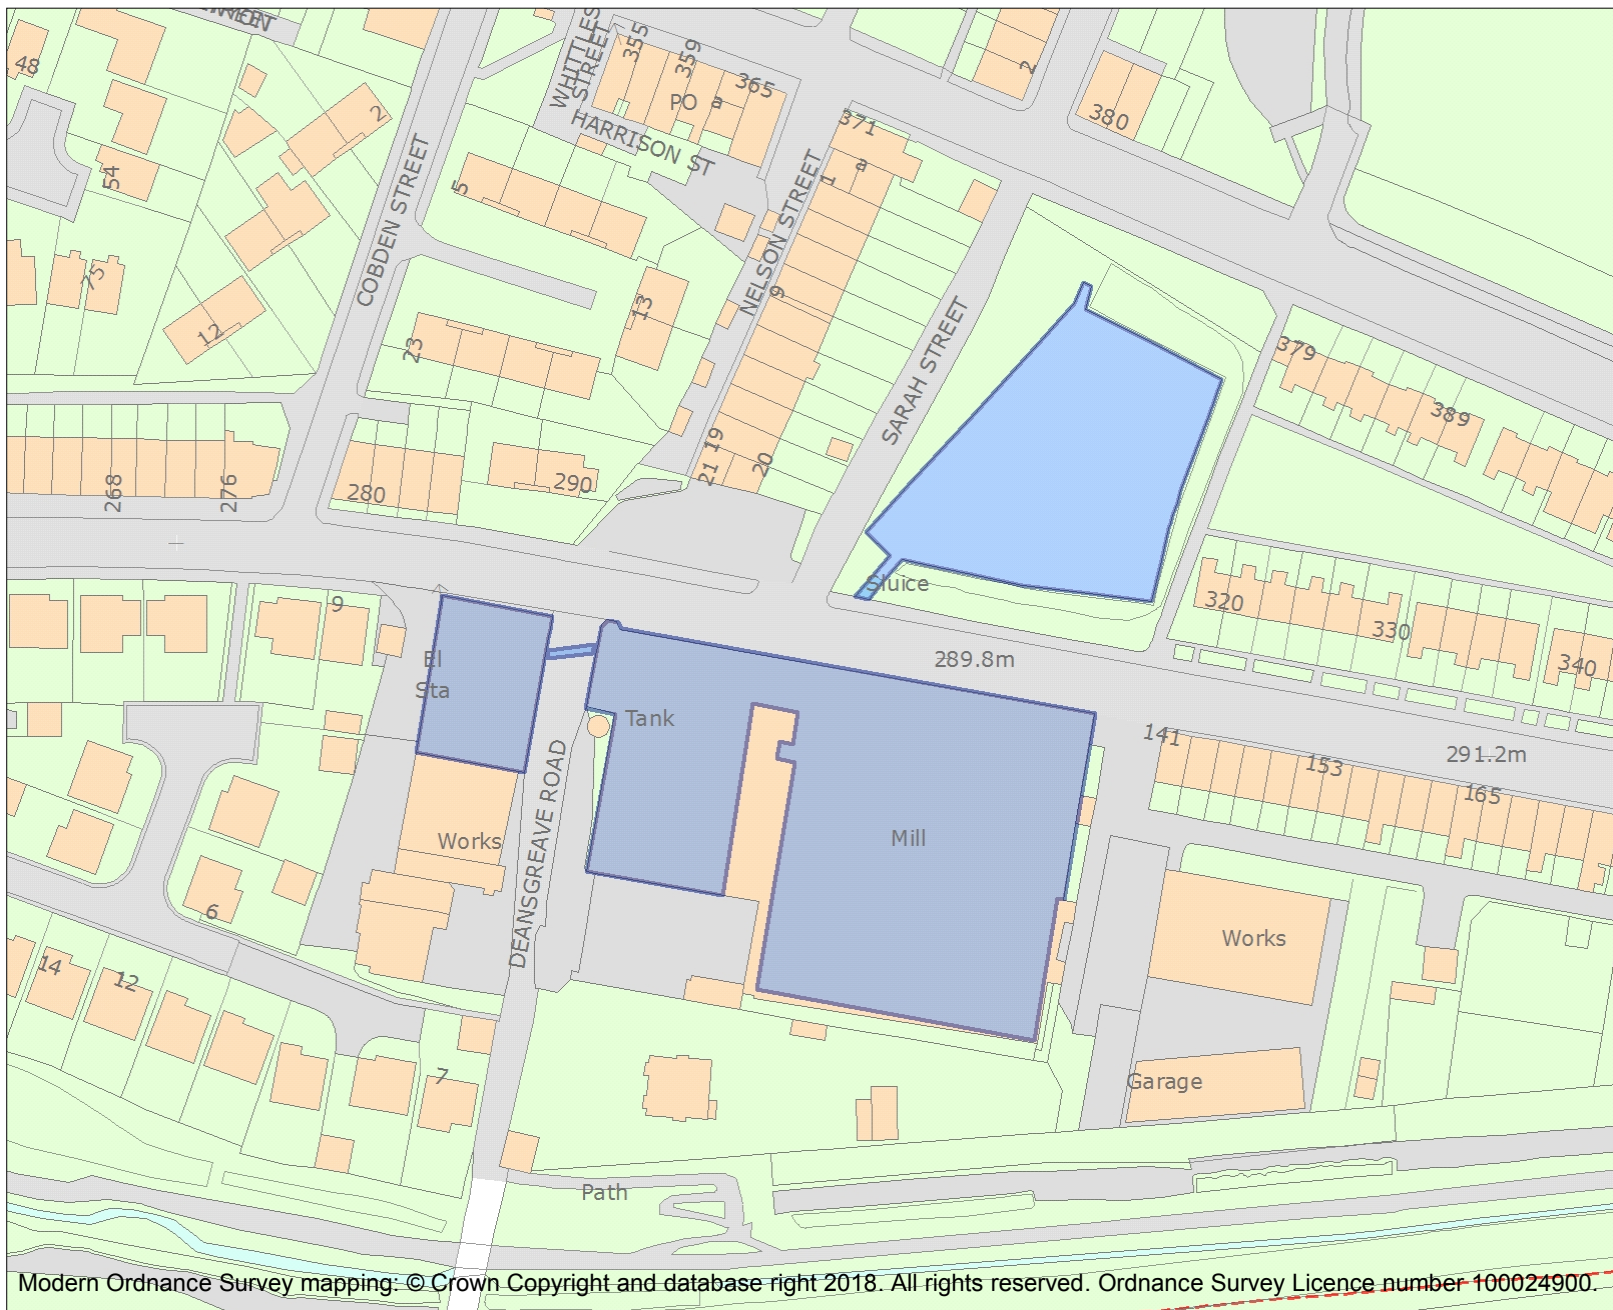 48
54
75
12
2
COBDEN STREET
WHITTLES
STREET
355
359
365
PO
a
HARRISON ST
5
13
23
NELSON STREET
371
a
1
9
19
21
20
2
380
SARAH STREET
379
389
268
276
280
290
Sluice
320
330
340
9
El
Sta
289.8m
Tank
141
153
165
291.2m
DEANSGREAVE ROAD
Works
Mill
Works
6
14
12
7
Garage
Path
Modern Ordnance Survey mapping: © Crown Copyright and database right 2018. All rights reserved. Ordnance Survey Licence number 100024900.